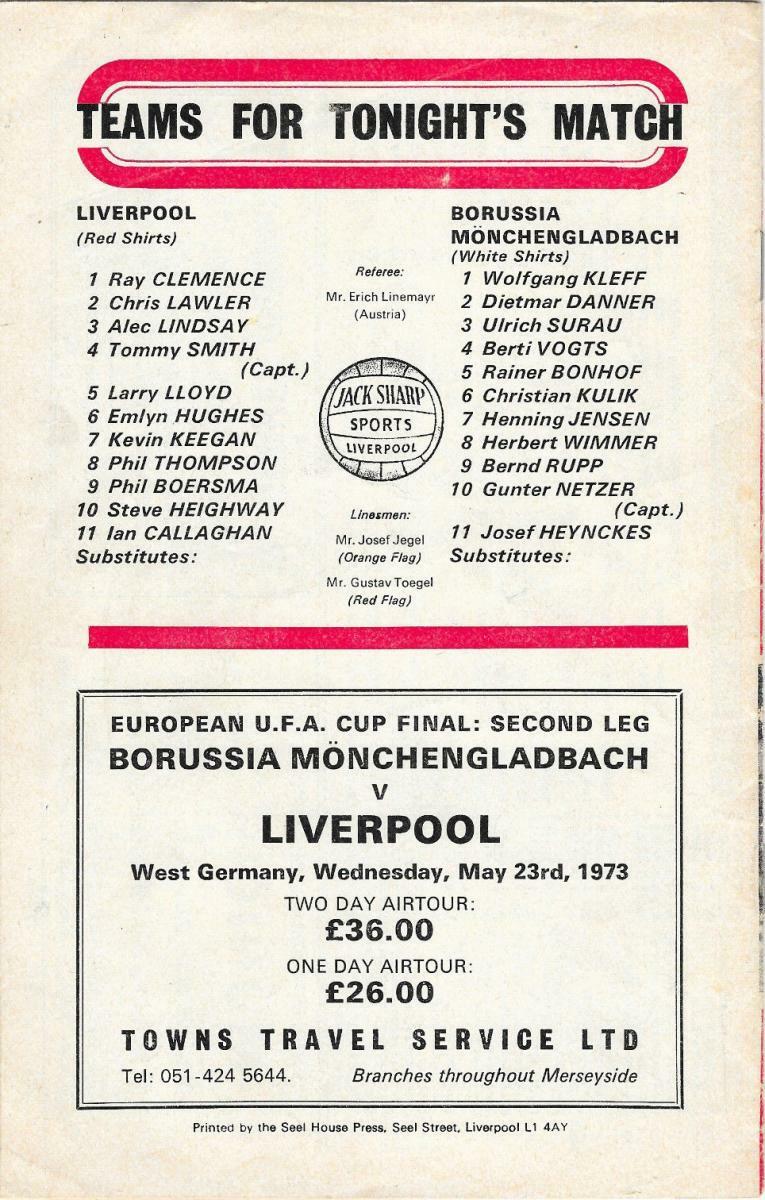 TEAMS FOR TONIGHT'S MATCH
LIVERPOOL
(Red Shirts)
1 Ray CLEMENCE
2 Chris LAWLER
3 Alec LINDSAY
4 Tommy SMITH
(Capt.)
5 Larry LLOYD
6 Emlyn HUGHES
7 Kevin KEEGAN
8 Phil THOMPSON
9 Phil BOERSMA
10 Steve HEIGHWAY
11 Ian CALLAGHAN
Substitutes:
Referee:
Mr. Erich Linemayr
(Austria)
JACK SHARP
SPORTS
LIVERPOOL
Linesmen:
Mr. Josef Jegel
(Orange Flag)
Mr. Gustav Toegel
(Red Flag)
BORUSSIA
MÖNCHENGLADBACH
(White Shirts)
1 Wolfgang KLEFF
2 Dietmar DANNER
3 Ulrich SURAU
4 Berti VOGTS
5 Rainer BONHOF
6 Christian KULIK
7 Henning JENSEN
8 Herbert WIMMER
9 Bernd RUPP
10 Gunter NETZER
(Capt.)
11 Josef HEYNCKES
Substitutes:
EUROPEAN U.F.A. CUP FINAL: SECOND LEG
BORUSSIA MÖNCHENGLADBACH
V
LIVERPOOL
West Germany, Wednesday, May 23rd, 1973
TWO DAY AIRTOUR:
£36.00
ONE DAY AIRTOUR:
£26.00
TOWNS TRAVEL SERVICE LTD
Tel: 051-424 5644. Branches throughout Merseyside
Printed by the Seel House Press, Seel Street, Liverpool L1 4AY